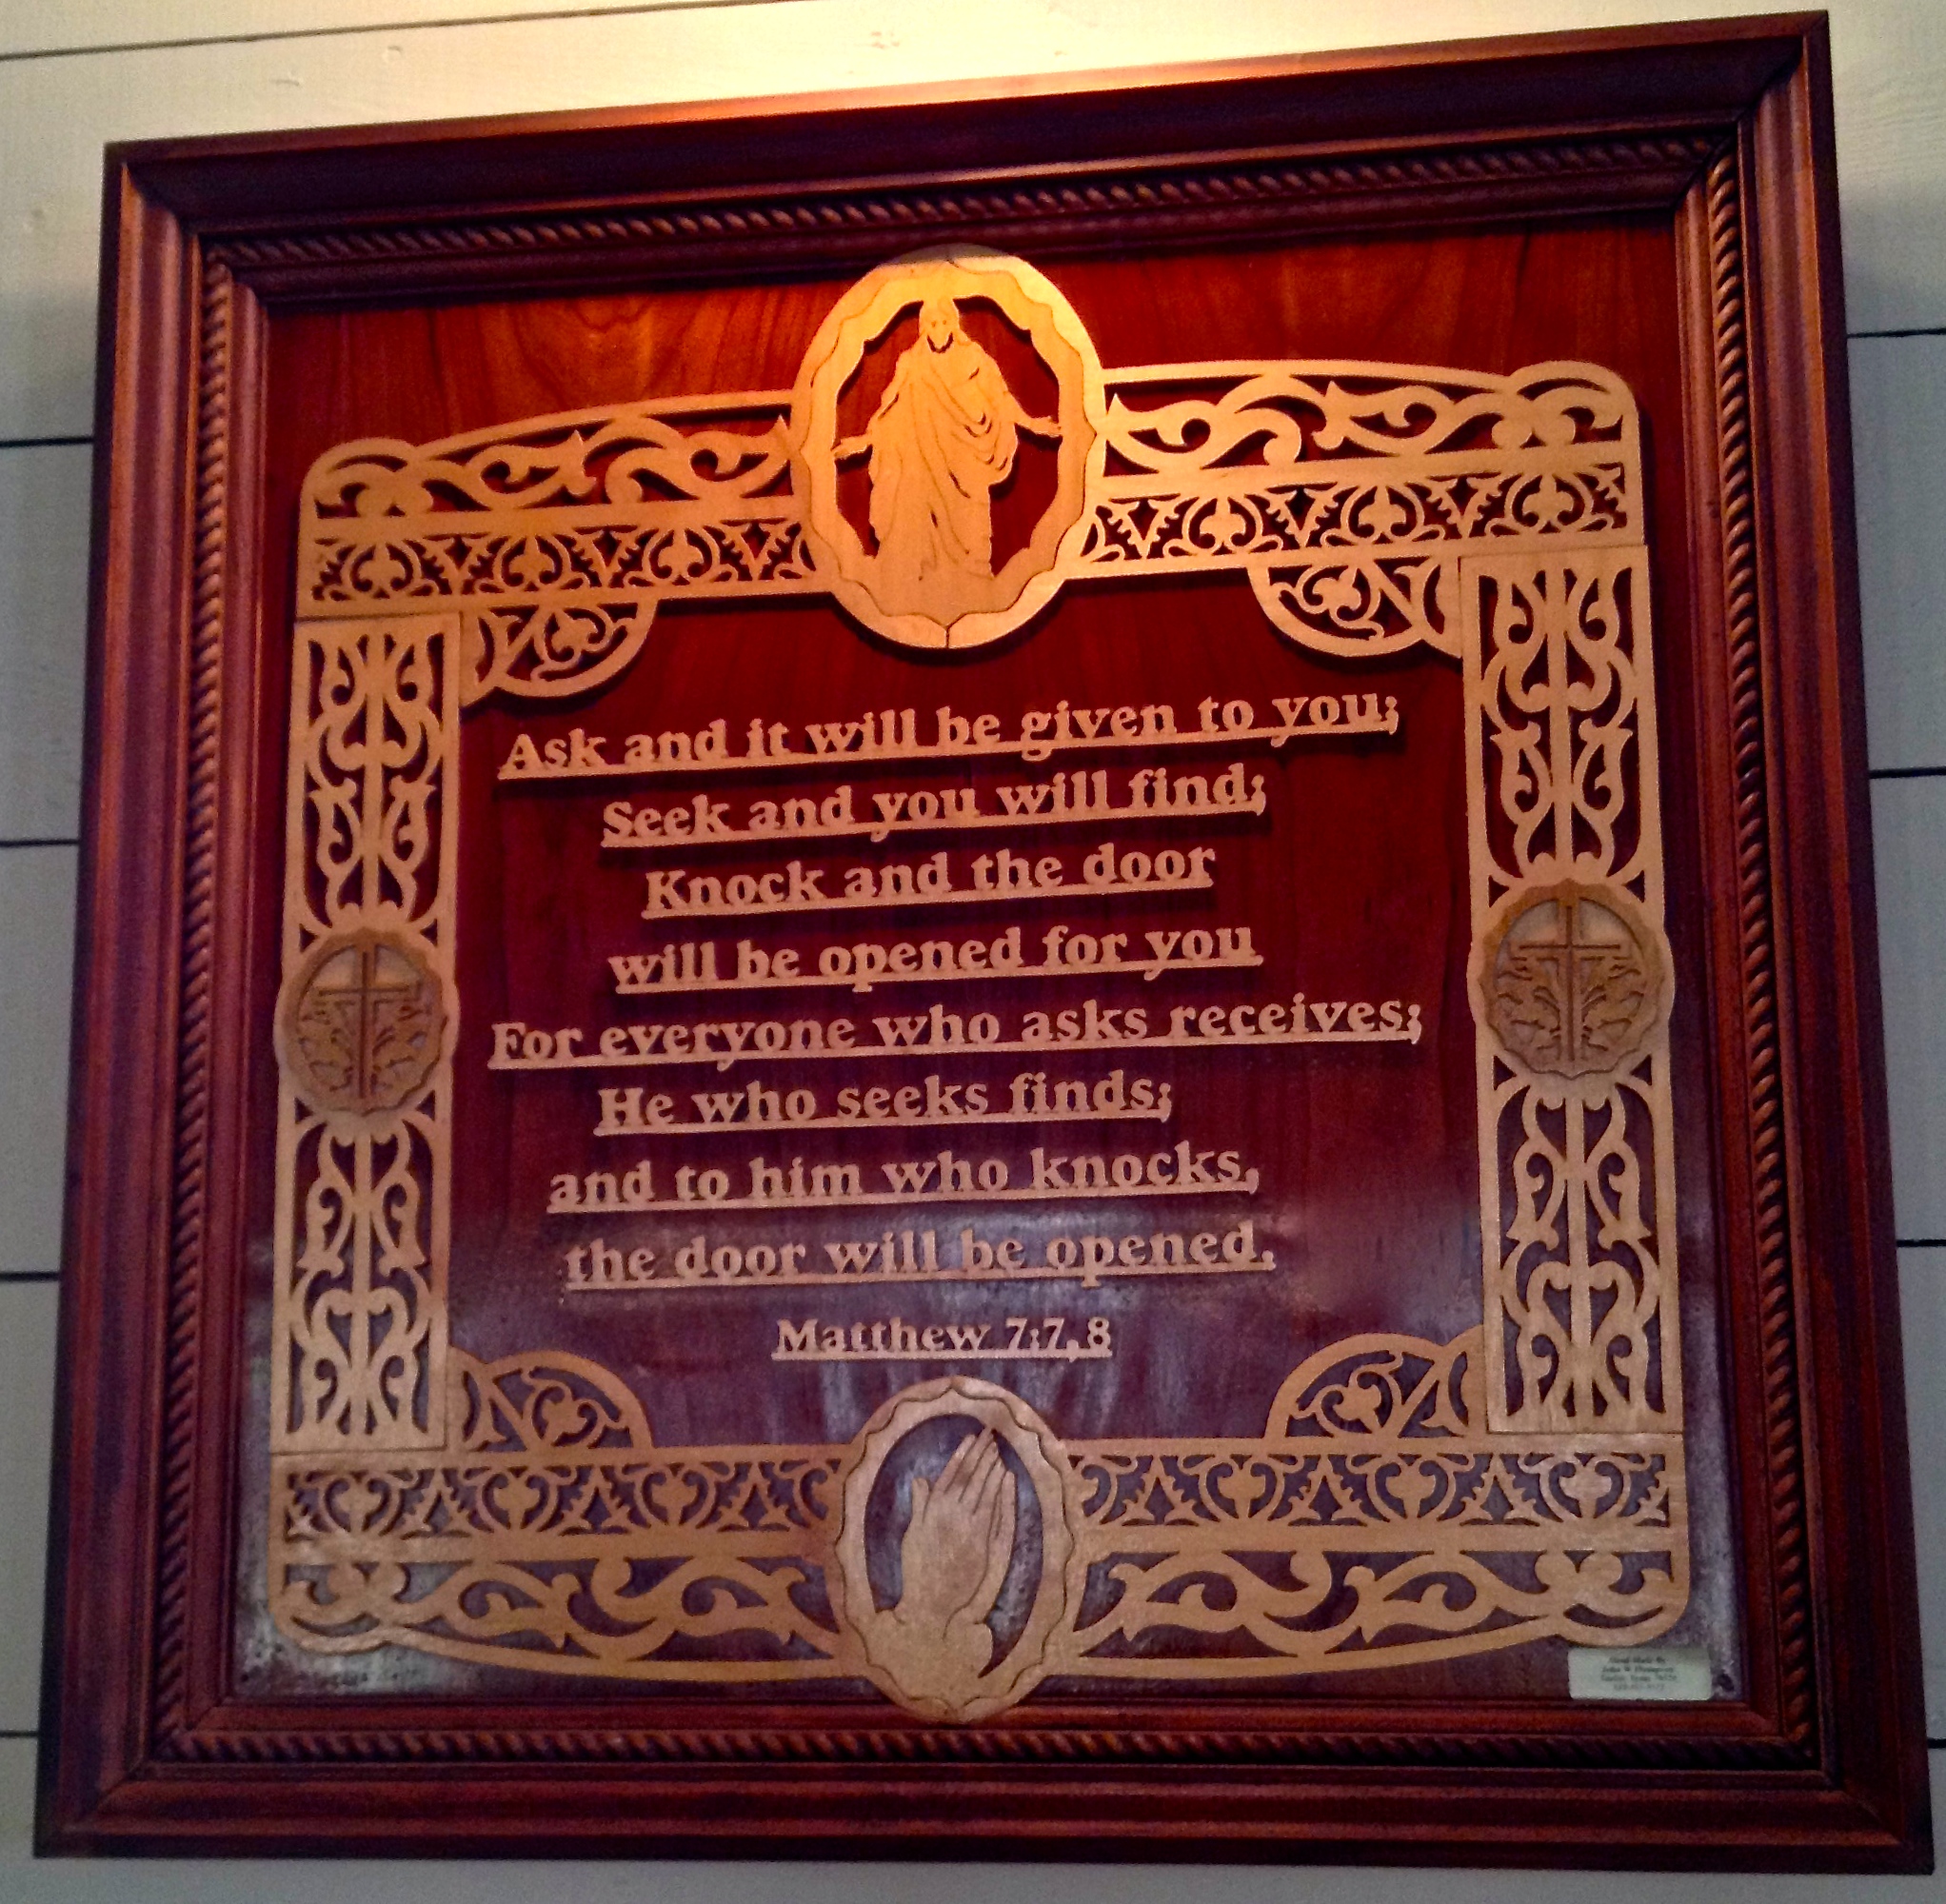 Ask and it will be given to you;
Seek and you will find;
Knock and the door
will be opened for you
For everyone who asks receives;
He who seeks finds;
and to him who knocks,
the door will be opened.
Matthew 7:7,8